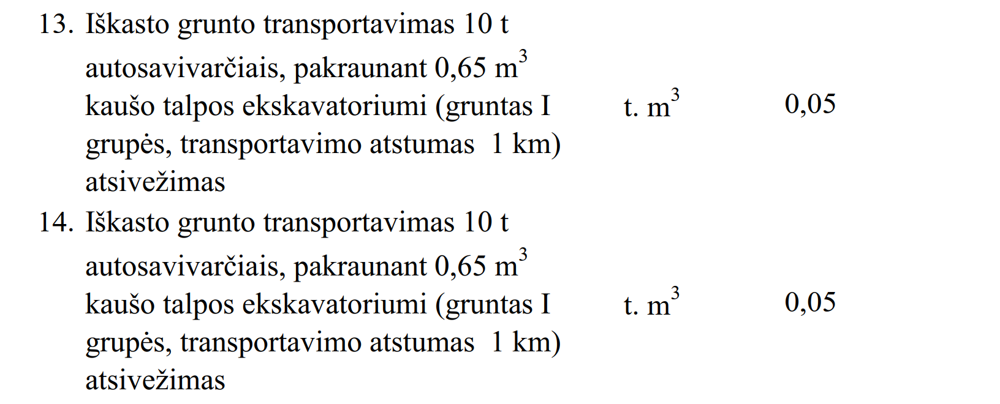 13. Iškasto grunto transportavimas 10 t
autosavivarčiais, pakraunant 0,65 m³
kaušo talpos ekskavatoriumi (gruntas I t. m³ 0,05
grupės, transportavimo atstumas  1 km)
atsivežimas
14. Iškasto grunto transportavimas 10 t
autosavivarčiais, pakraunant 0,65 m³
kaušo talpos ekskavatoriumi (gruntas I t. m³ 0,05
grupės, transportavimo atstumas  1 km)
atsivežimas